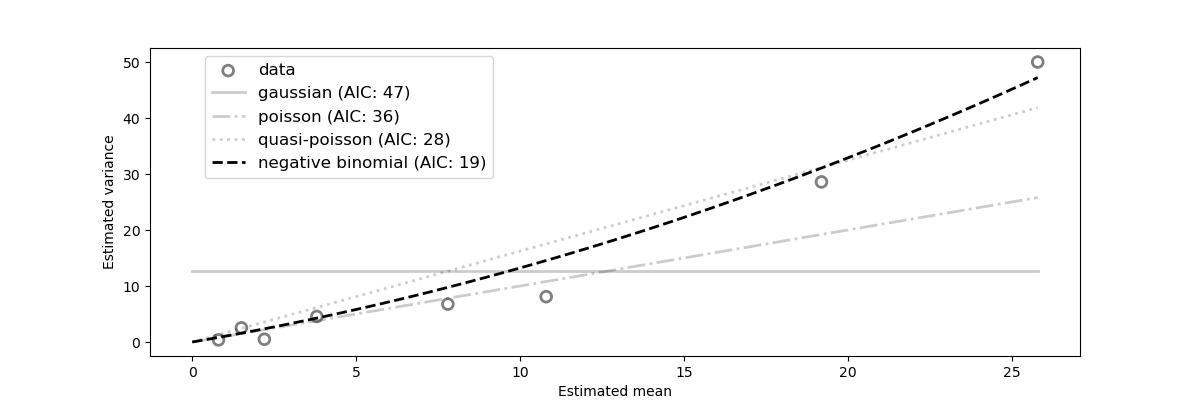 data
gaussian (AIC: 47)
poisson (AIC: 36)
quasi-poisson (AIC: 28)
negative binomial (AIC: 19)
Estimated variance
50
40
30
20
10
0
0 5 10 15 20 25
Estimated mean